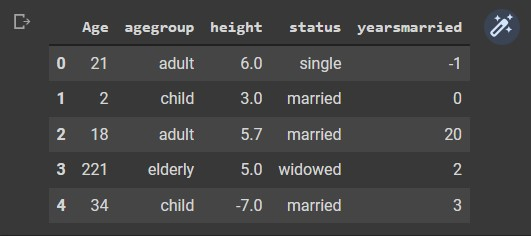 Age agegroup height status yearsmarried
0 21 adult 6.0 single -1
1 2 child 3.0 married 0
2 18 adult 5.7 married 20
3 221 elderly 5.0 widowed 2
4 34 child -7.0 married 3